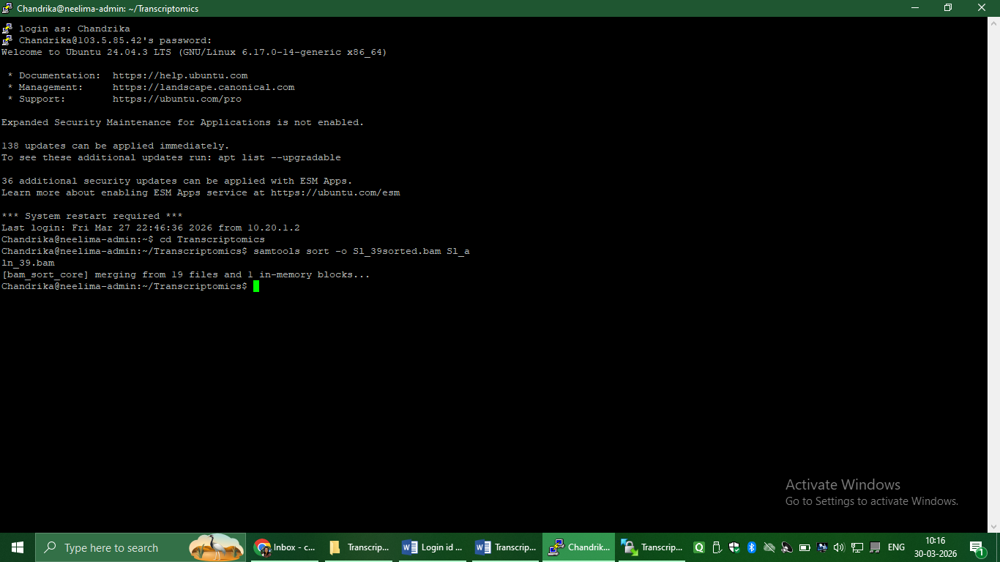 Chandrika@neelima-admin: ~/Transcriptomics
login as: Chandrika
Chandrika@103.5.85.42's password:
Welcome to Ubuntu 24.04.3 LTS (GNU/Linux 6.17.0-14-generic x86_64)
* Documentation:  https://help.ubuntu.com
* Management:     https://landscape.canonical.com
* Support:        https://ubuntu.com/pro
Expanded Security Maintenance for Applications is not enabled.
138 updates can be applied immediately.
To see these additional updates run: apt list --upgradable
36 additional security updates can be applied with ESM Apps.
Learn more about enabling ESM Apps service at https://ubuntu.com/esm
*** System restart required ***
Last login: Fri Mar 27 22:46:36 2026 from 10.20.1.2
Chandrika@neelima-admin:~$ cd Transcriptomics
Chandrika@neelima-admin:~/Transcriptomics$ samtools sort -o Sl_39sorted.bam Sl_a
ln_39.bam
[bam_sort_core] merging from 19 files and 1 in-memory blocks...
Chandrika@neelima-admin:~/Transcriptomics$
Activate Windows
Go to Settings to activate Windows.
Type here to search
Inbox - c...
Transcrip...
Login id ...
Transcrip...
Chandrik...
Transcrip...
Q
ENG
10:16
30-03-2026
1